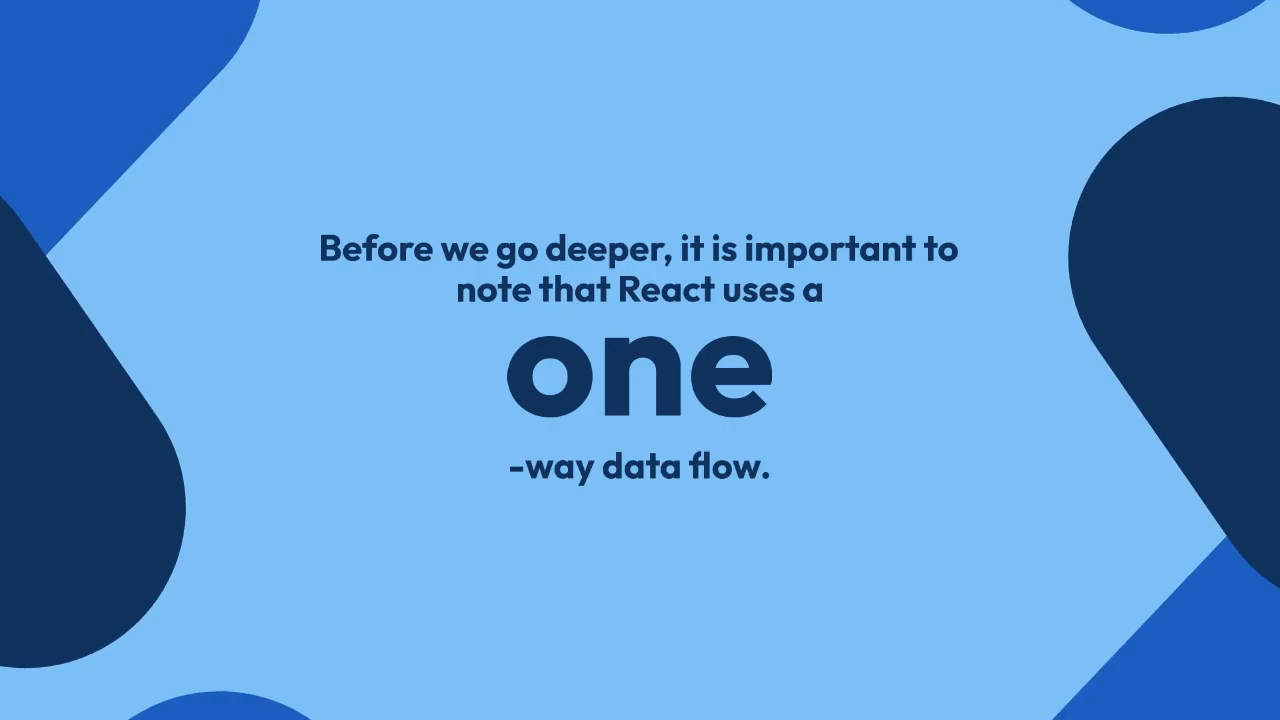 Before we go deeper, it is important to
note that React uses a
one
-way data flow.